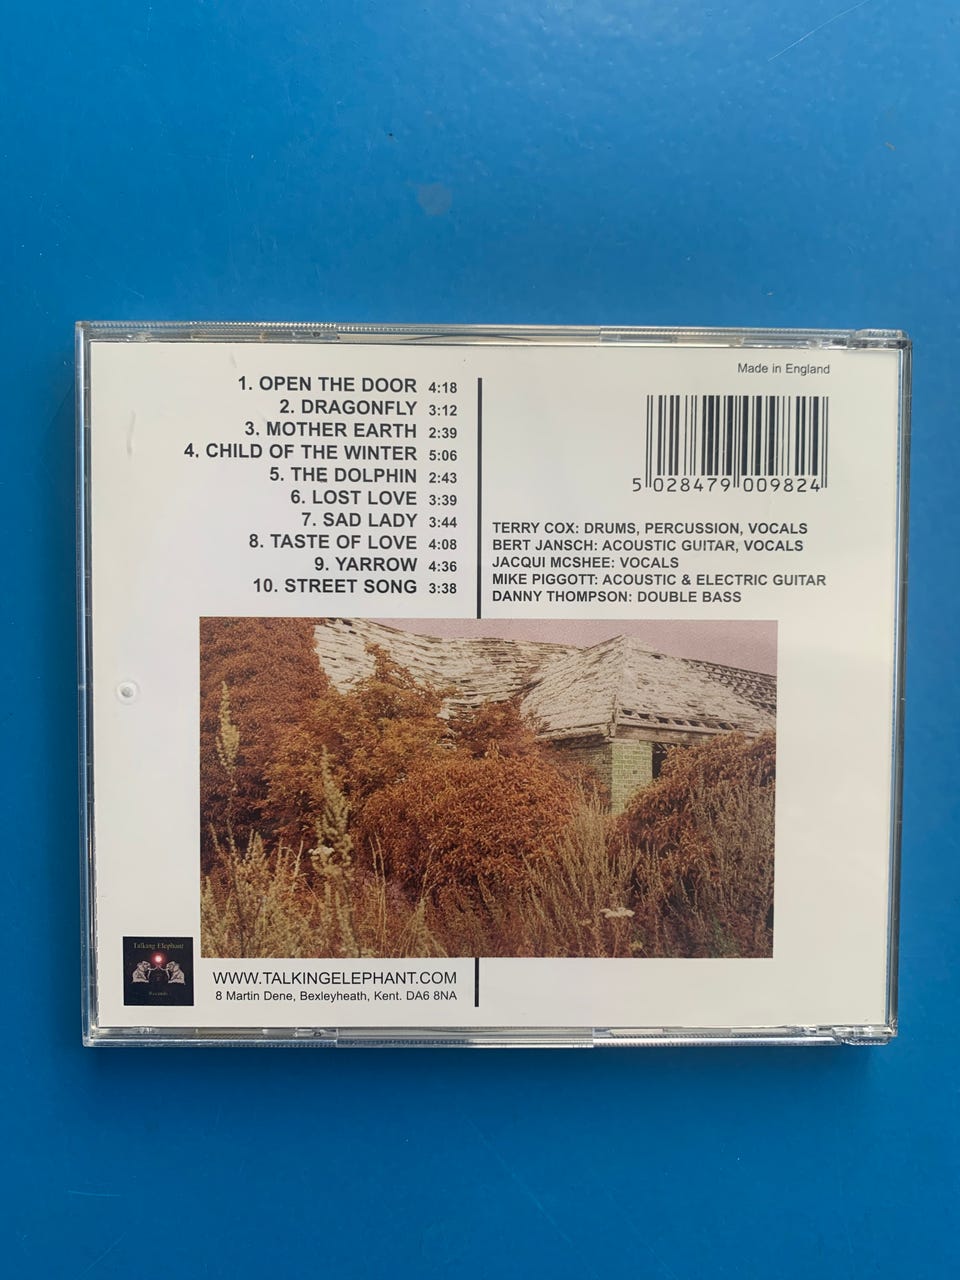 1. OPEN THE DOOR 4:18
2. DRAGONFLY 3:12
3. MOTHER EARTH 2:39
4. CHILD OF THE WINTER 5:06
5. THE DOLPHIN 2:43
6. LOST LOVE 3:39
7. SAD LADY 3:44
8. TASTE OF LOVE 4:08
9. YARROW 4:36
10. STREET SONG 3:38
Made in England
5 028479 009824
TERRY COX: DRUMS, PERCUSSION, VOCALS
BERT JANSCH: ACOUSTIC GUITAR, VOCALS
JACQUI MCSHEE: VOCALS
MIKE PIGGOTT: ACOUSTIC & ELECTRIC GUITAR
DANNY THOMPSON: DOUBLE BASS
Talking Elephant
Records
WWW.TALKINGELEPHANT.COM
8 Martin Dene, Bexleyheath, Kent. DA6 8NA